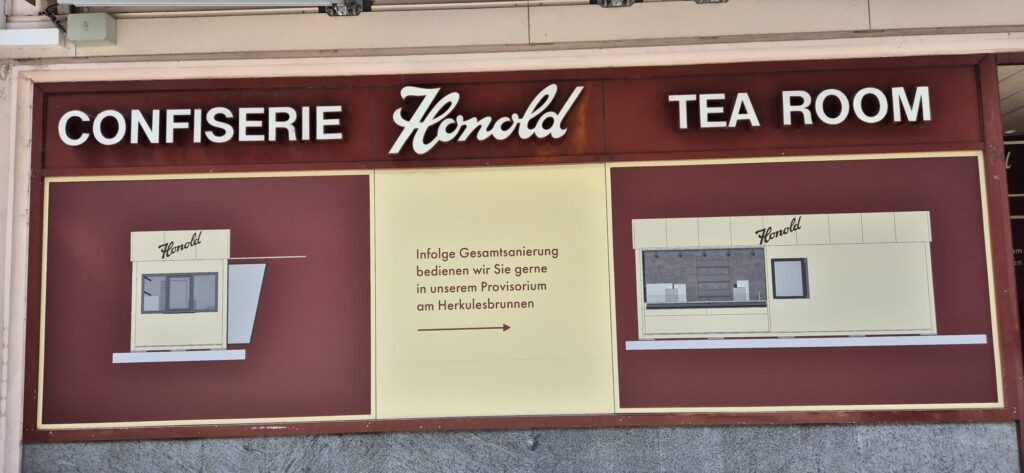 CONFISERIE Honold TEA ROOM
Honold
Infolge Gesamtsanierung
bedienen wir Sie gerne
in unserem Provisorium
am Herkulesbrunnen
Honold